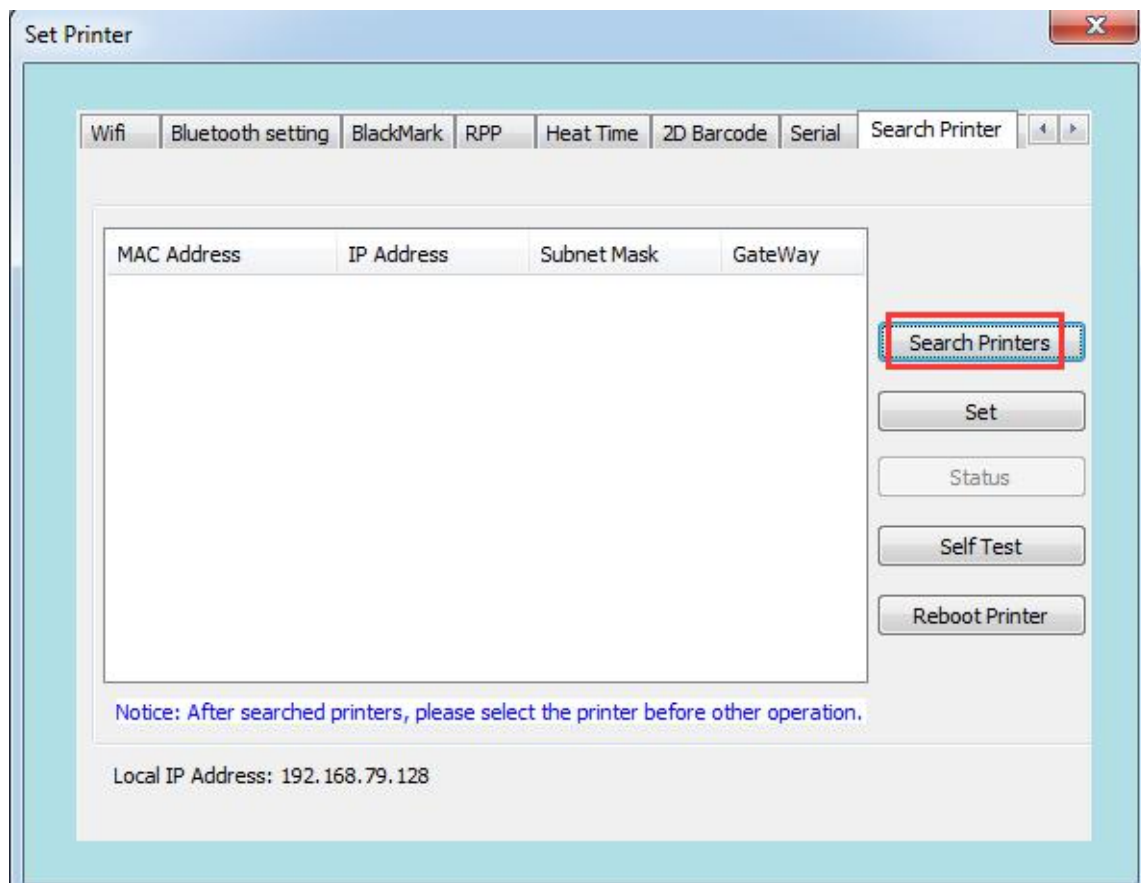 Set Printer
Wifi Bluetooth setting BlackMark RPP Heat Time 2D Barcode Serial Search Printer
MAC Address IP Address Subnet Mask GateWay
Search Printers
Set
Status
Self Test
Reboot Printer
Notice: After searched printers, please select the printer before other operation.
Local IP Address: 192.168.79.128